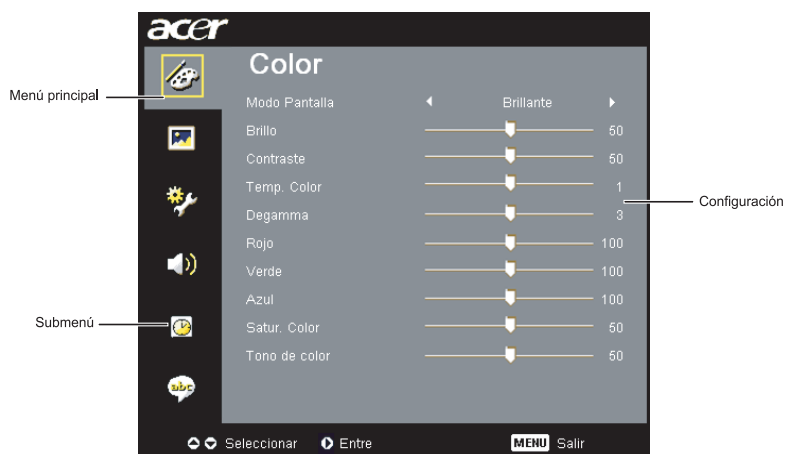 acer
Color
Menú principal
Modo Pantalla Brillante
Brillo 50
Contraste 50
Temp. Color 1
Configuración
Degamma 3
Rojo 100
Verde 100
Azul 100
Submenú
Satur. Color 50
Tono de color 50
abc
Seleccionar Entre MENU Salir